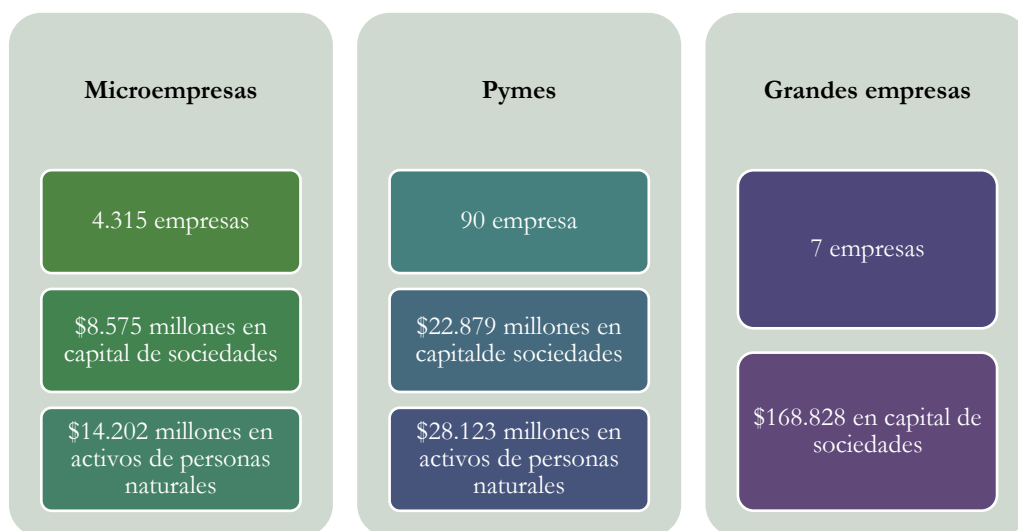 Microempresas
4.315 empresas
$8.575 millones en
capital de sociedades
$14.202 millones en
activos de personas
naturales
Pymes
90 empresa
$22.879 millones en
capitalde sociedades
$28.123 millones en
activos de personas
naturales
Grandes empresas
7 empresas
$168.828 en capital de
sociedades